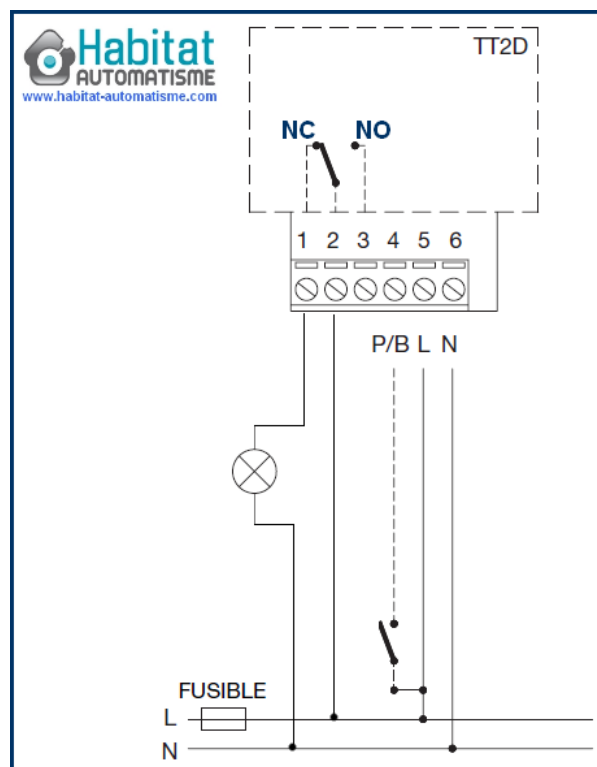 Habitat
AUTOMATISME
www.habitat-automatisme.com
TT2D
NC NO
1 2 3 4 5 6
P/B L N
FUSIBLE
L
N